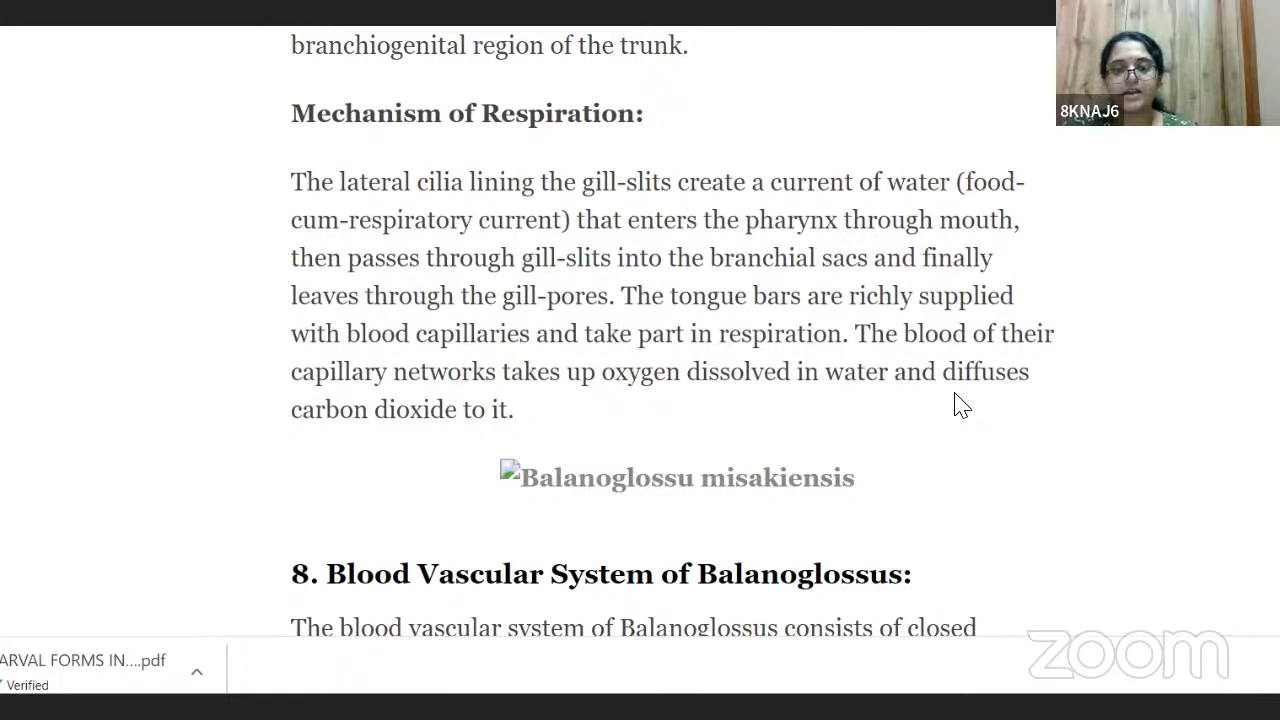 branchiogenital region of the trunk.
Mechanism of Respiration:
8KNAJ6
The lateral cilia lining the gill-slits create a current of water (food-
cum-respiratory current) that enters the pharynx through mouth,
then passes through gill-slits into the branchial sacs and finally
leaves through the gill-pores. The tongue bars are richly supplied
with blood capillaries and take part in respiration. The blood of their
capillary networks takes up oxygen dissolved in water and diffuses
carbon dioxide to it.
Balanoglossu misakiensis
8. Blood Vascular System of Balanoglossus:
The blood vascular system of Balanoglossus consists of closed
ARVAL FORMS IN....pdf
Verified
zoom